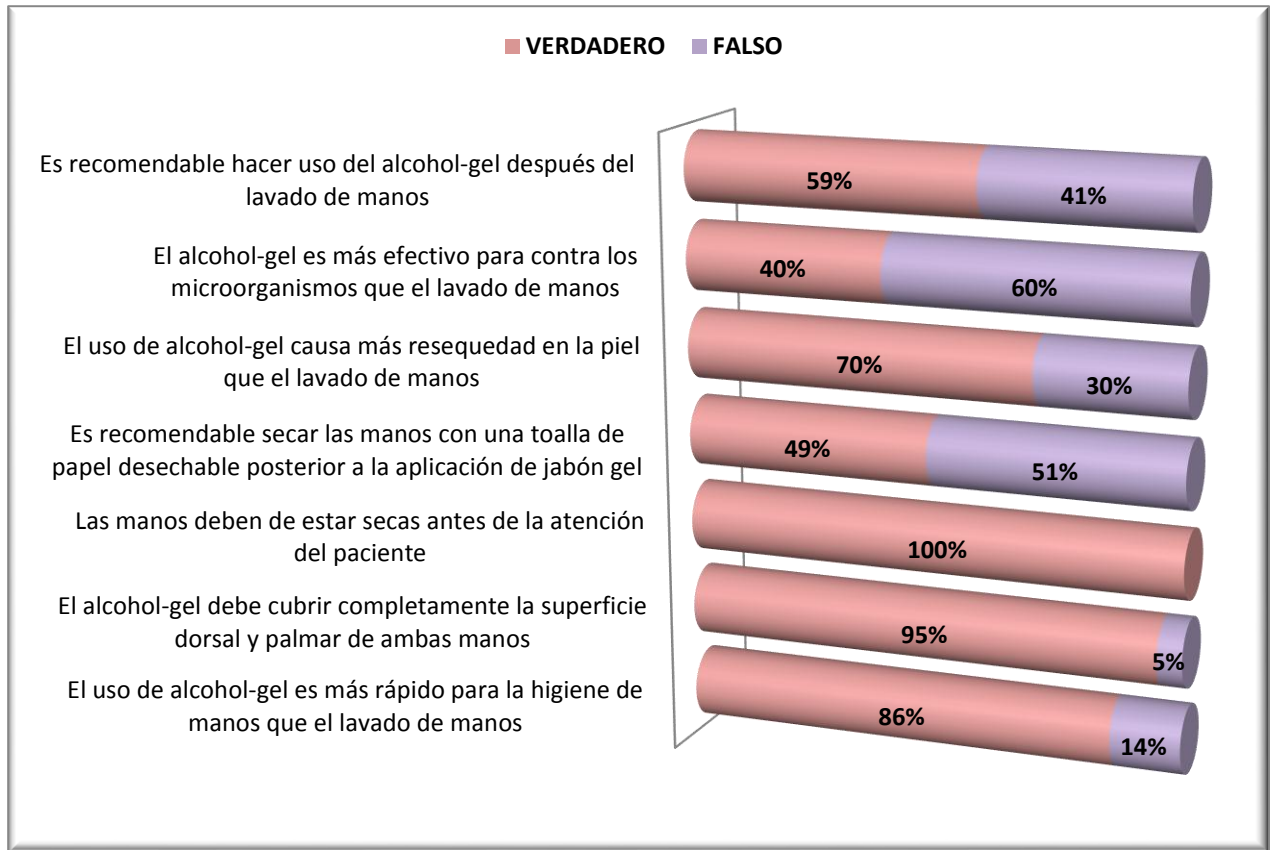 VERDADERO FALSO
Es recomendable hacer uso del alcohol-gel después del
lavado de manos
59% 41%
El alcohol-gel es más efectivo para contra los
microorganismos que el lavado de manos
40% 60%
El uso de alcohol-gel causa más resequedad en la piel
que el lavado de manos
70% 30%
Es recomendable secar las manos con una toalla de
papel desechable posterior a la aplicación de jabón gel
49% 51%
Las manos deben de estar secas antes de la atención
del paciente
100%
El alcohol-gel debe cubrir completamente la superficie
dorsal y palmar de ambas manos
95% 5%
El uso de alcohol-gel es más rápido para la higiene de
manos que el lavado de manos
86% 14%